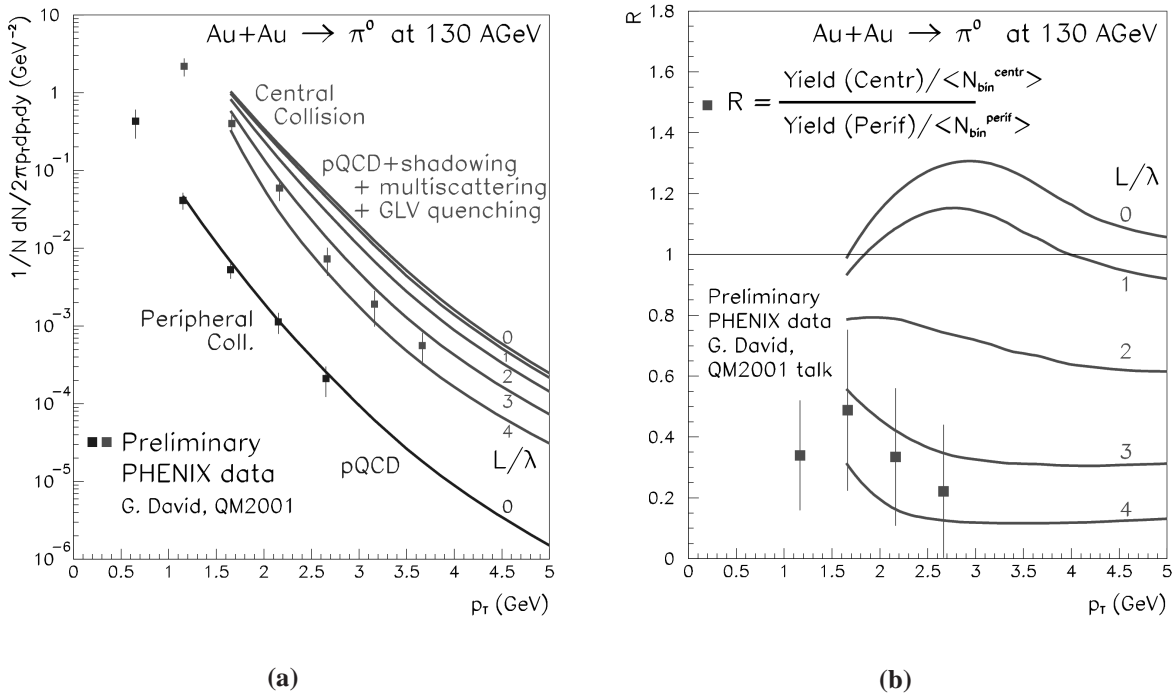 Au+Au → π⁰ at 130 AGeV
1/N dN/2πp_T dp_T dy (GeV⁻²)
10
1
10⁻¹
10⁻²
10⁻³
10⁻⁴
10⁻⁵
10⁻⁶
Central
Collision
pQCD+shadowing
+ multiscattering
+ GLV quenching
Peripheral
Coll.
0
1
2
3
4
L/λ
0
pQCD
Preliminary
PHENIX data
G. David, QM2001
0 0.5 1 1.5 2 2.5 3 3.5 4 4.5 5
p_T (GeV)
(a)
Au+Au → π⁰ at 130 AGeV
R
1.8
1.6
1.4
1.2
1
0.8
0.6
0.4
0.2
0
R = Yield (Centr)/<N_bin^centr>
Yield (Perif)/<N_bin^perif>
L/λ
0
1
2
3
4
Preliminary
PHENIX data
G. David,
QM2001 talk
0 0.5 1 1.5 2 2.5 3 3.5 4 4.5 5
p_T (GeV)
(b)